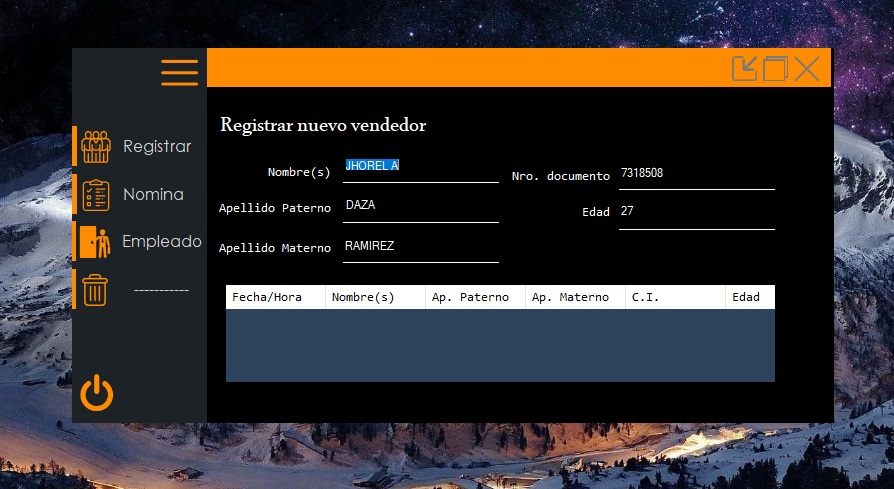 Registrar
Nomina
Empleado
-----------
Registrar nuevo vendedor
Nombre(s) JHOREL A
Nro. documento 7318508
Apellido Paterno DAZA
Edad 27
Apellido Materno RAMIREZ
Fecha/Hora Nombre(s) Ap. Paterno Ap. Materno C.I. Edad